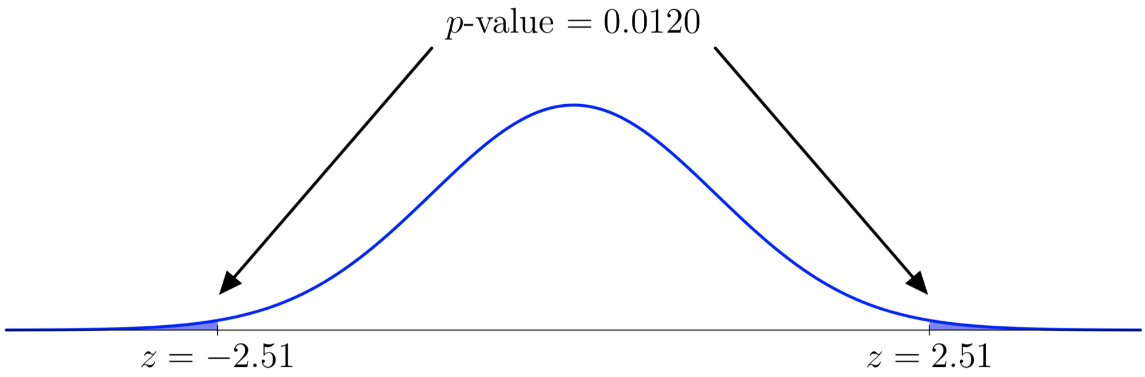 p-value = 0.0120
z = −2.51
z = 2.51